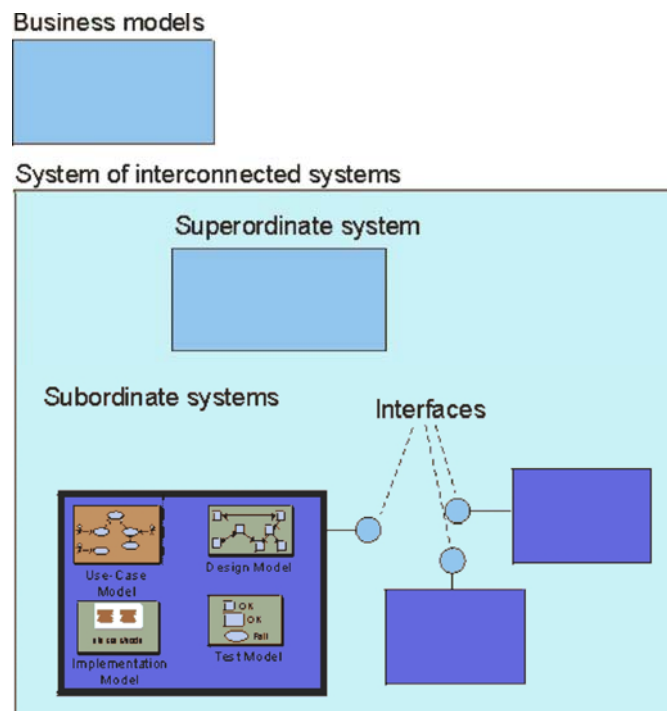 Business models
System of interconnected systems
Superordinate system
Subordinate systems
Interfaces
Use-Case
Model
Design Model
OK
OK
Fail
Implementation
Model
Test Model